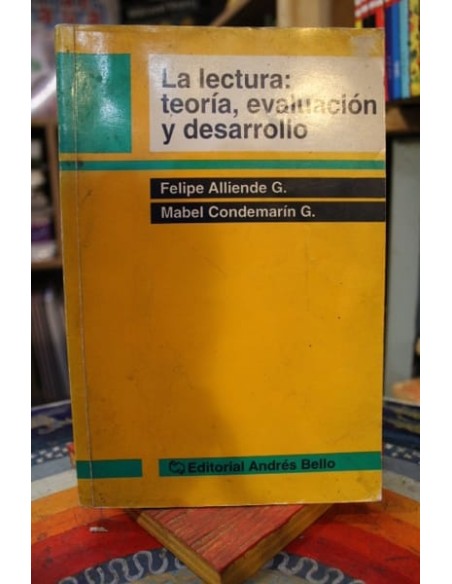 La lectura:
teoría, evaluación
y desarrollo
Felipe Alliende G.
Mabel Condemarín G.
Editorial Andrés Bello